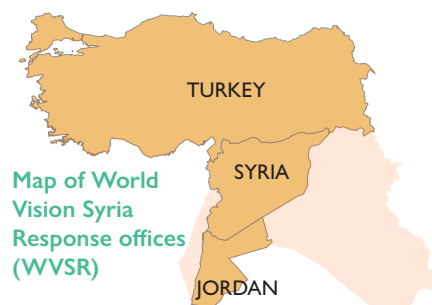 TURKEY
SYRIA
Map of World
Vision Syria
Response offices
(WVSR)
JORDAN